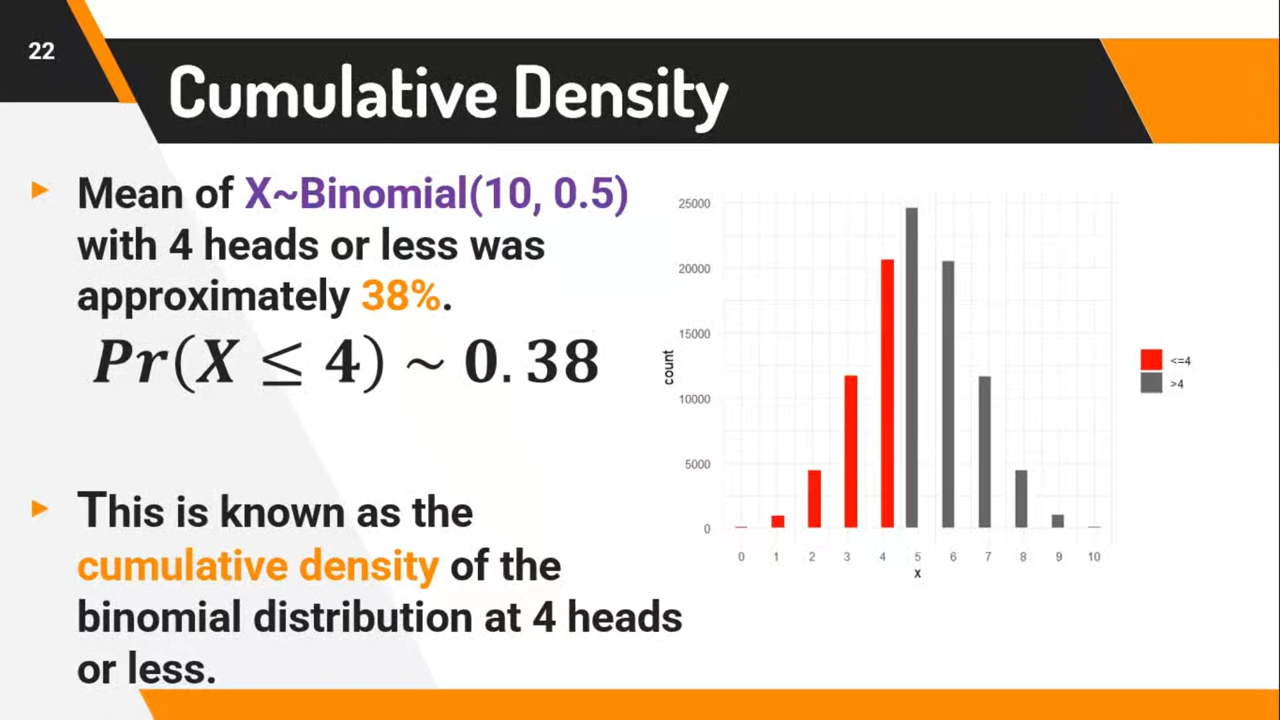 22
Cumulative Density
Mean of X~Binomial(10, 0.5)
with 4 heads or less was
approximately 38%.
Pr(X ≤ 4) ~ 0.38
This is known as the
cumulative density of the
binomial distribution at 4 heads
or less.
25000
20000
15000
10000
5000
0
count
0 1 2 3 4 5 6 7 8 9 10
x
<=4
>4